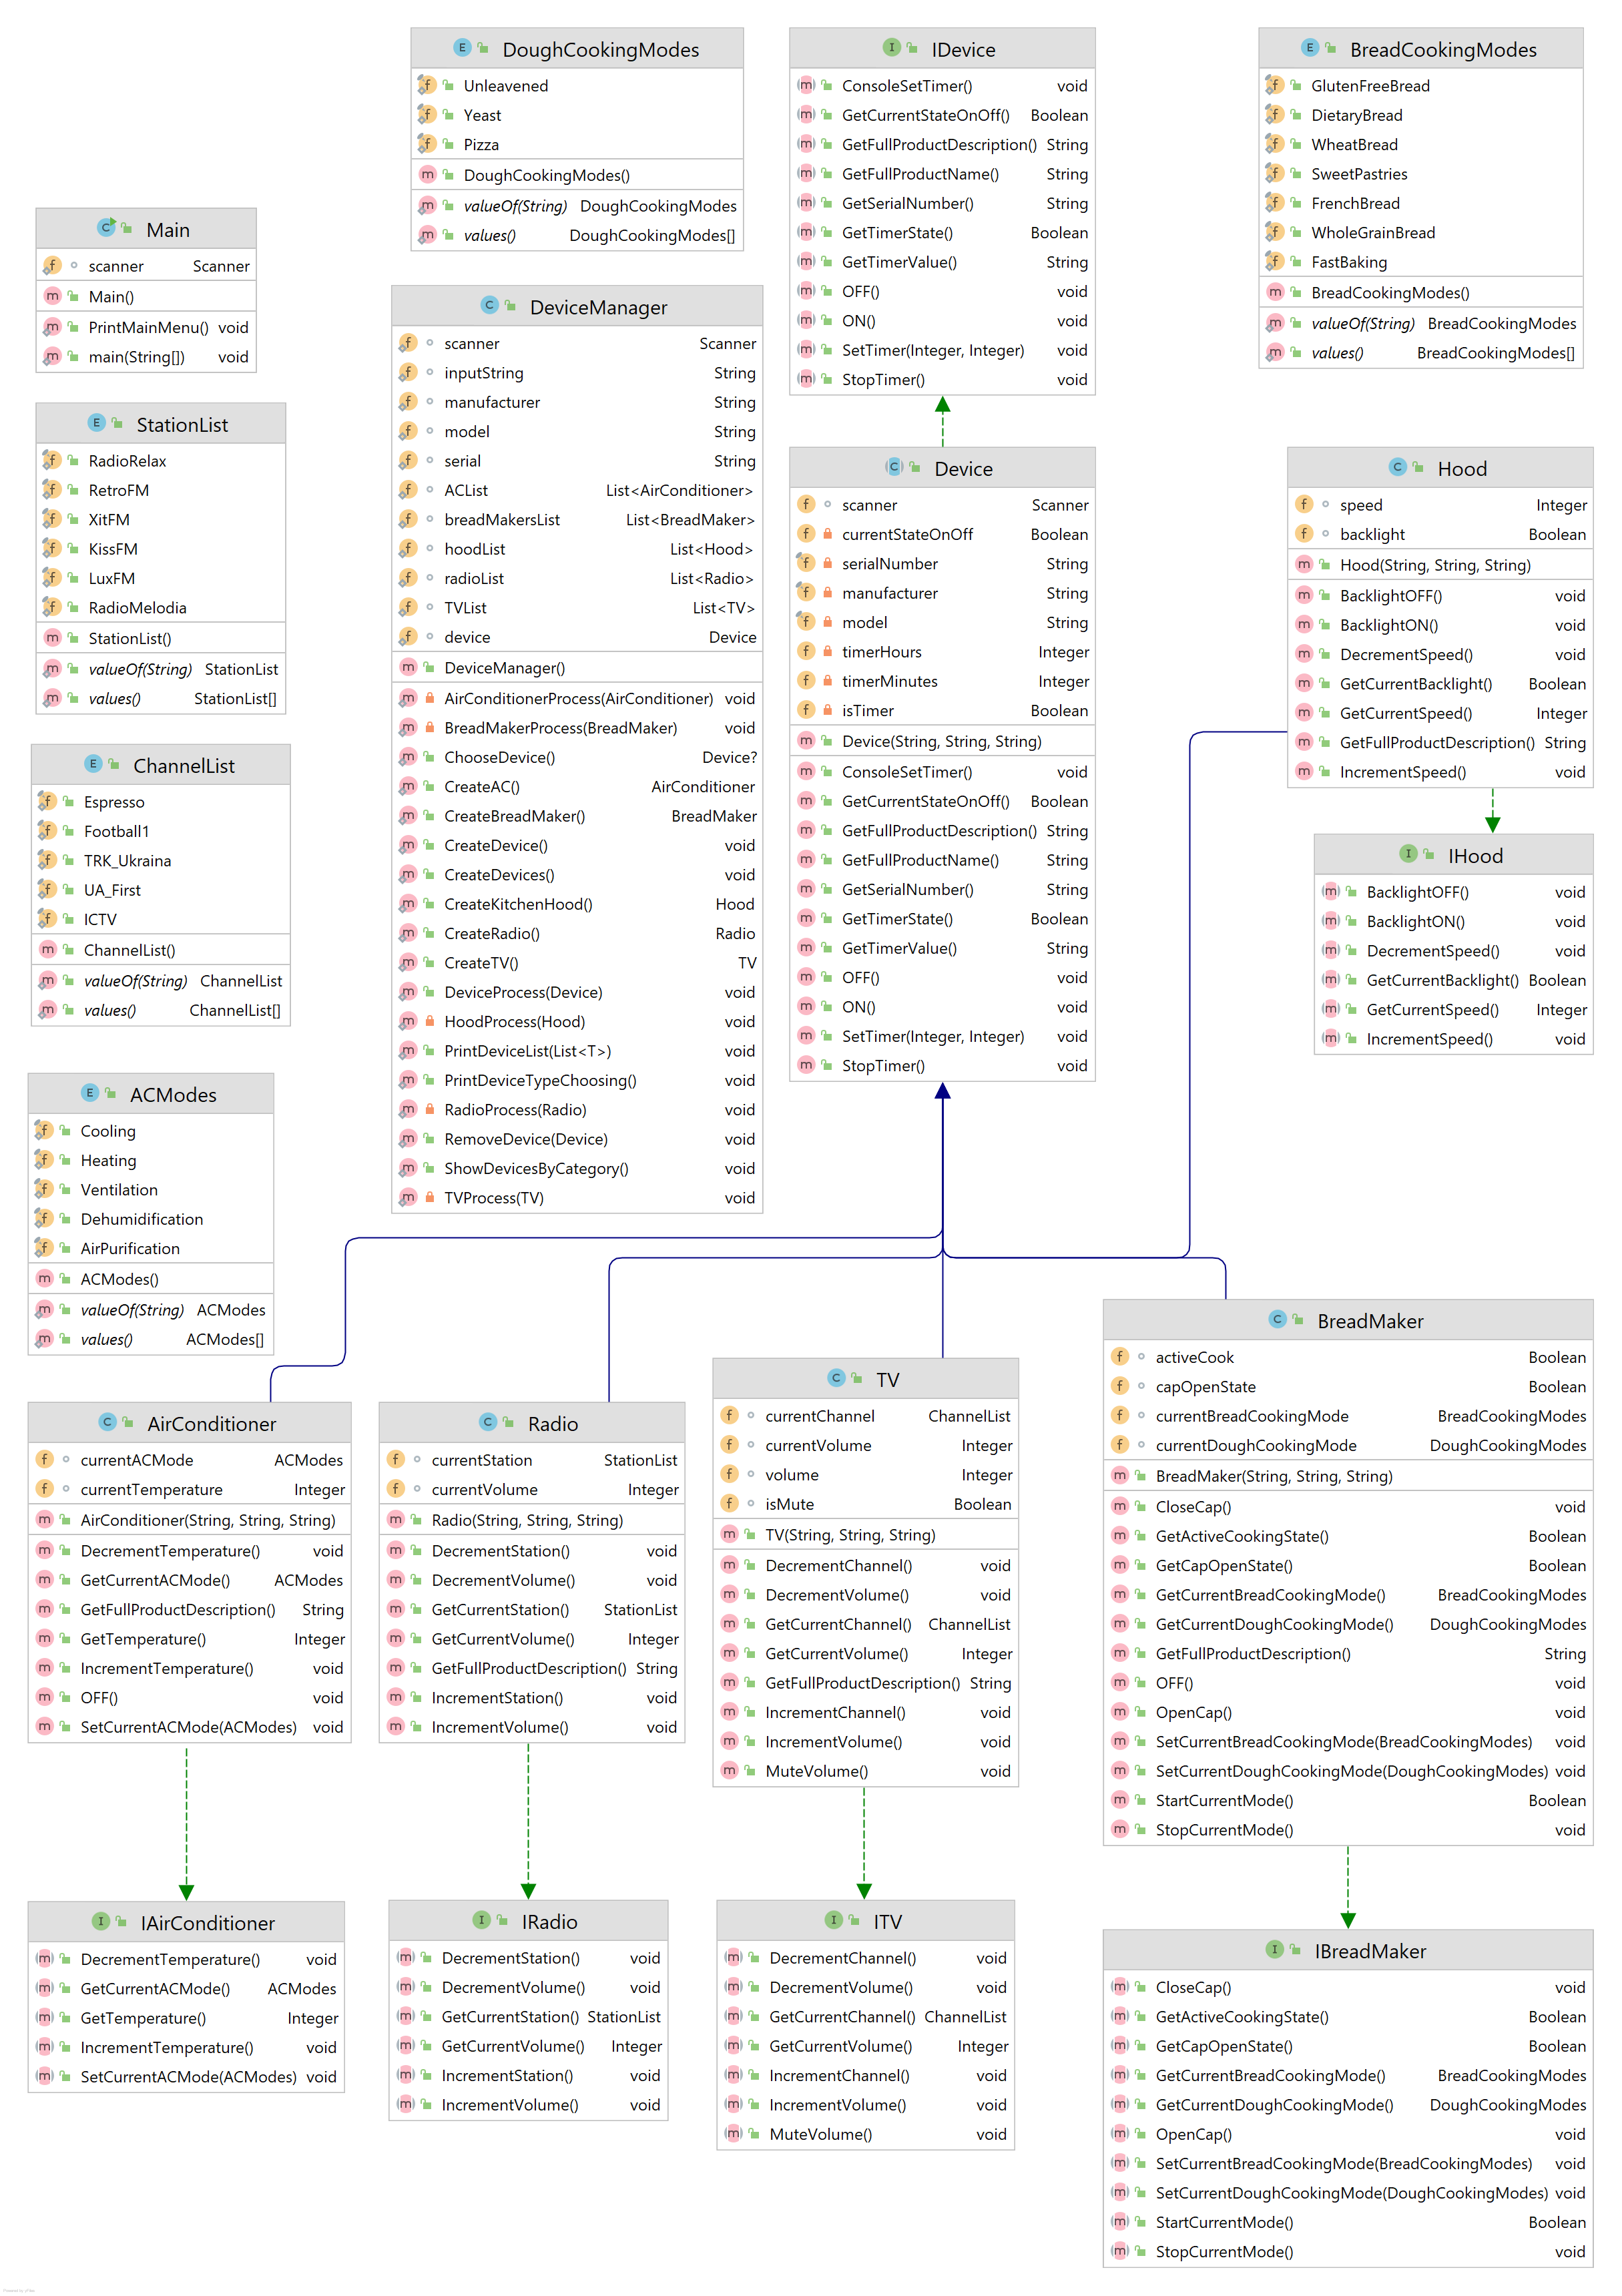 DoughCookingModes
Unleavened
Yeast
Pizza
DoughCookingModes()
valueOf(String) DoughCookingModes
values() DoughCookingModes[]
IDevice
ConsoleSetTimer() void
GetCurrentStateOnOff() Boolean
GetFullProductDescription() String
GetFullProductName() String
GetSerialNumber() String
GetTimerState() Boolean
GetTimerValue() String
OFF() void
ON() void
SetTimer(Integer, Integer) void
StopTimer() void
BreadCookingModes
GlutenFreeBread
DietaryBread
WheatBread
SweetPastries
FrenchBread
WholeGrainBread
FastBaking
BreadCookingModes()
valueOf(String) BreadCookingModes
values() BreadCookingModes[]
Main
scanner Scanner
Main()
PrintMainMenu() void
main(String[]) void
StationList
RadioRelax
RetroFM
XitFM
KissFM
LuxFM
RadioMelodia
StationList()
valueOf(String) StationList
values() StationList[]
ChannelList
Espresso
Football1
TRK_Ukraina
UA_First
ICTV
ChannelList()
valueOf(String) ChannelList
values() ChannelList[]
ACModes
Cooling
Heating
Ventilation
Dehumidification
AirPurification
ACModes()
valueOf(String) ACModes
values() ACModes[]
DeviceManager
scanner Scanner
inputString String
manufacturer String
model String
serial String
ACList List<AirConditioner>
breadMakersList List<BreadMaker>
hoodList List<Hood>
radioList List<Radio>
TVList List<TV>
device Device
DeviceManager()
AirConditionerProcess(AirConditioner) void
BreadMakerProcess(BreadMaker) void
ChooseDevice() Device?
CreateAC() AirConditioner
CreateBreadMaker() BreadMaker
CreateDevice() void
CreateDevices() void
CreateKitchenHood() Hood
CreateRadio() Radio
CreateTV() TV
DeviceProcess(Device) void
HoodProcess(Hood) void
PrintDeviceList(List<T>) void
PrintDeviceTypeChoosing() void
RadioProcess(Radio) void
RemoveDevice(Device) void
ShowDevicesByCategory() void
TVProcess(TV) void
Device
scanner Scanner
currentStateOnOff Boolean
serialNumber String
manufacturer String
model String
timerHours Integer
timerMinutes Integer
isTimer Boolean
Device(String, String, String)
ConsoleSetTimer() void
GetCurrentStateOnOff() Boolean
GetFullProductDescription() String
GetFullProductName() String
GetSerialNumber() String
GetTimerState() Boolean
GetTimerValue() String
OFF() void
ON() void
SetTimer(Integer, Integer) void
StopTimer() void
Hood
speed Integer
backlight Boolean
Hood(String, String, String)
BacklightOFF() void
BacklightON() void
DecrementSpeed() void
GetCurrentBacklight() Boolean
GetCurrentSpeed() Integer
GetFullProductDescription() String
IncrementSpeed() void
IHood
BacklightOFF() void
BacklightON() void
DecrementSpeed() void
GetCurrentBacklight() Boolean
GetCurrentSpeed() Integer
IncrementSpeed() void
AirConditioner
currentACMode ACModes
currentTemperature Integer
AirConditioner(String, String, String)
DecrementTemperature() void
GetCurrentACMode() ACModes
GetFullProductDescription() String
GetTemperature() Integer
IncrementTemperature() void
OFF() void
SetCurrentACMode(ACModes) void
Radio
currentStation StationList
currentVolume Integer
Radio(String, String, String)
DecrementStation() void
DecrementVolume() void
GetCurrentStation() StationList
GetCurrentVolume() Integer
GetFullProductDescription() String
IncrementStation() void
IncrementVolume() void
TV
currentChannel ChannelList
currentVolume Integer
volume Integer
isMute Boolean
TV(String, String, String)
DecrementChannel() void
DecrementVolume() void
GetCurrentChannel() ChannelList
GetCurrentVolume() Integer
GetFullProductDescription() String
IncrementChannel() void
IncrementVolume() void
MuteVolume() void
BreadMaker
activeCook Boolean
capOpenState Boolean
currentBreadCookingMode BreadCookingModes
currentDoughCookingMode DoughCookingModes
BreadMaker(String, String, String)
CloseCap() void
GetActiveCookingState() Boolean
GetCapOpenState() Boolean
GetCurrentBreadCookingMode() BreadCookingModes
GetCurrentDoughCookingMode() DoughCookingModes
GetFullProductDescription() String
OFF() void
OpenCap() void
SetCurrentBreadCookingMode(BreadCookingModes) void
SetCurrentDoughCookingMode(DoughCookingModes) void
StartCurrentMode() Boolean
StopCurrentMode() void
IAirConditioner
DecrementTemperature() void
GetCurrentACMode() ACModes
GetTemperature() Integer
IncrementTemperature() void
SetCurrentACMode(ACModes) void
IRadio
DecrementStation() void
DecrementVolume() void
GetCurrentStation() StationList
GetCurrentVolume() Integer
IncrementStation() void
IncrementVolume() void
ITV
DecrementChannel() void
DecrementVolume() void
GetCurrentChannel() ChannelList
GetCurrentVolume() Integer
IncrementChannel() void
IncrementVolume() void
MuteVolume() void
IBreadMaker
CloseCap() void
GetActiveCookingState() Boolean
GetCapOpenState() Boolean
GetCurrentBreadCookingMode() BreadCookingModes
GetCurrentDoughCookingMode() DoughCookingModes
OpenCap() void
SetCurrentBreadCookingMode(BreadCookingModes) void
SetCurrentDoughCookingMode(DoughCookingModes) void
StartCurrentMode() Boolean
StopCurrentMode() void